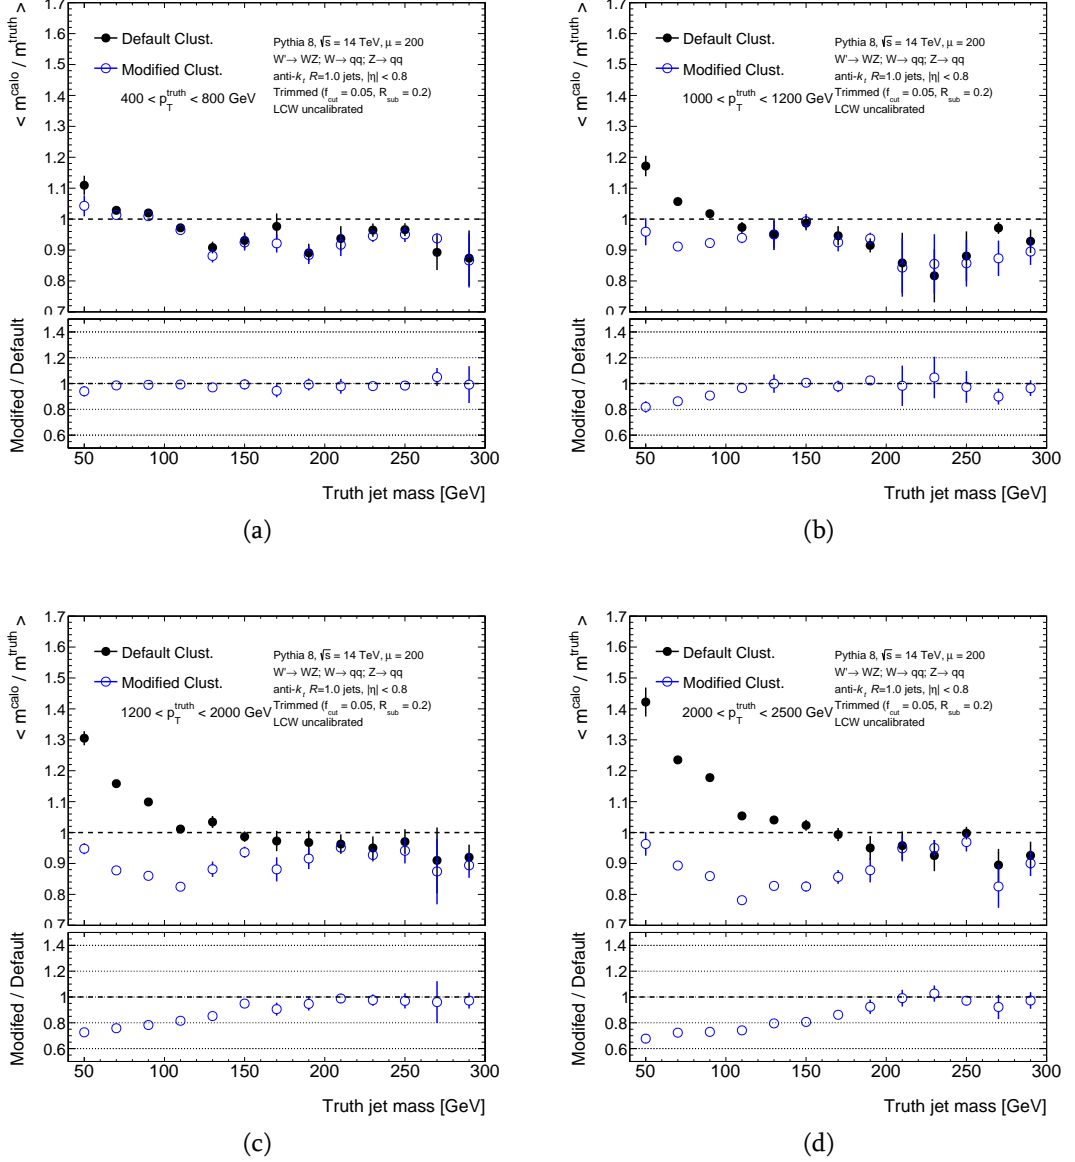 < m^calo / m^truth >
1.7
1.6
1.5
1.4
1.3
1.2
1.1
1
0.9
0.8
0.7
Default Clust.
Modified Clust.
400 < p_T^truth < 800 GeV
Pythia 8, √s = 14 TeV, μ = 200
W'→ WZ; W→ qq; Z→ qq
anti-k_t R=1.0 jets, |η| < 0.8
Trimmed (f_cut = 0.05, R_sub = 0.2)
LCW uncalibrated
Modifed / Default
1.4
1.2
1
0.8
0.6
50 100 150 200 250 300
Truth jet mass [GeV]
(a)
< m^calo / m^truth >
1.7
1.6
1.5
1.4
1.3
1.2
1.1
1
0.9
0.8
0.7
Default Clust.
Modified Clust.
1000 < p_T^truth < 1200 GeV
Pythia 8, √s = 14 TeV, μ = 200
W'→ WZ; W→ qq; Z→ qq
anti-k_t R=1.0 jets, |η| < 0.8
Trimmed (f_cut = 0.05, R_sub = 0.2)
LCW uncalibrated
Modifed / Default
1.4
1.2
1
0.8
0.6
50 100 150 200 250 300
Truth jet mass [GeV]
(b)
< m^calo / m^truth >
1.7
1.6
1.5
1.4
1.3
1.2
1.1
1
0.9
0.8
0.7
Default Clust.
Modified Clust.
1200 < p_T^truth < 2000 GeV
Pythia 8, √s = 14 TeV, μ = 200
W'→ WZ; W→ qq; Z→ qq
anti-k_t R=1.0 jets, |η| < 0.8
Trimmed (f_cut = 0.05, R_sub = 0.2)
LCW uncalibrated
Modifed / Default
1.4
1.2
1
0.8
0.6
50 100 150 200 250 300
Truth jet mass [GeV]
(c)
< m^calo / m^truth >
1.7
1.6
1.5
1.4
1.3
1.2
1.1
1
0.9
0.8
0.7
Default Clust.
Modified Clust.
2000 < p_T^truth < 2500 GeV
Pythia 8, √s = 14 TeV, μ = 200
W'→ WZ; W→ qq; Z→ qq
anti-k_t R=1.0 jets, |η| < 0.8
Trimmed (f_cut = 0.05, R_sub = 0.2)
LCW uncalibrated
Modifed / Default
1.4
1.2
1
0.8
0.6
50 100 150 200 250 300
Truth jet mass [GeV]
(d)